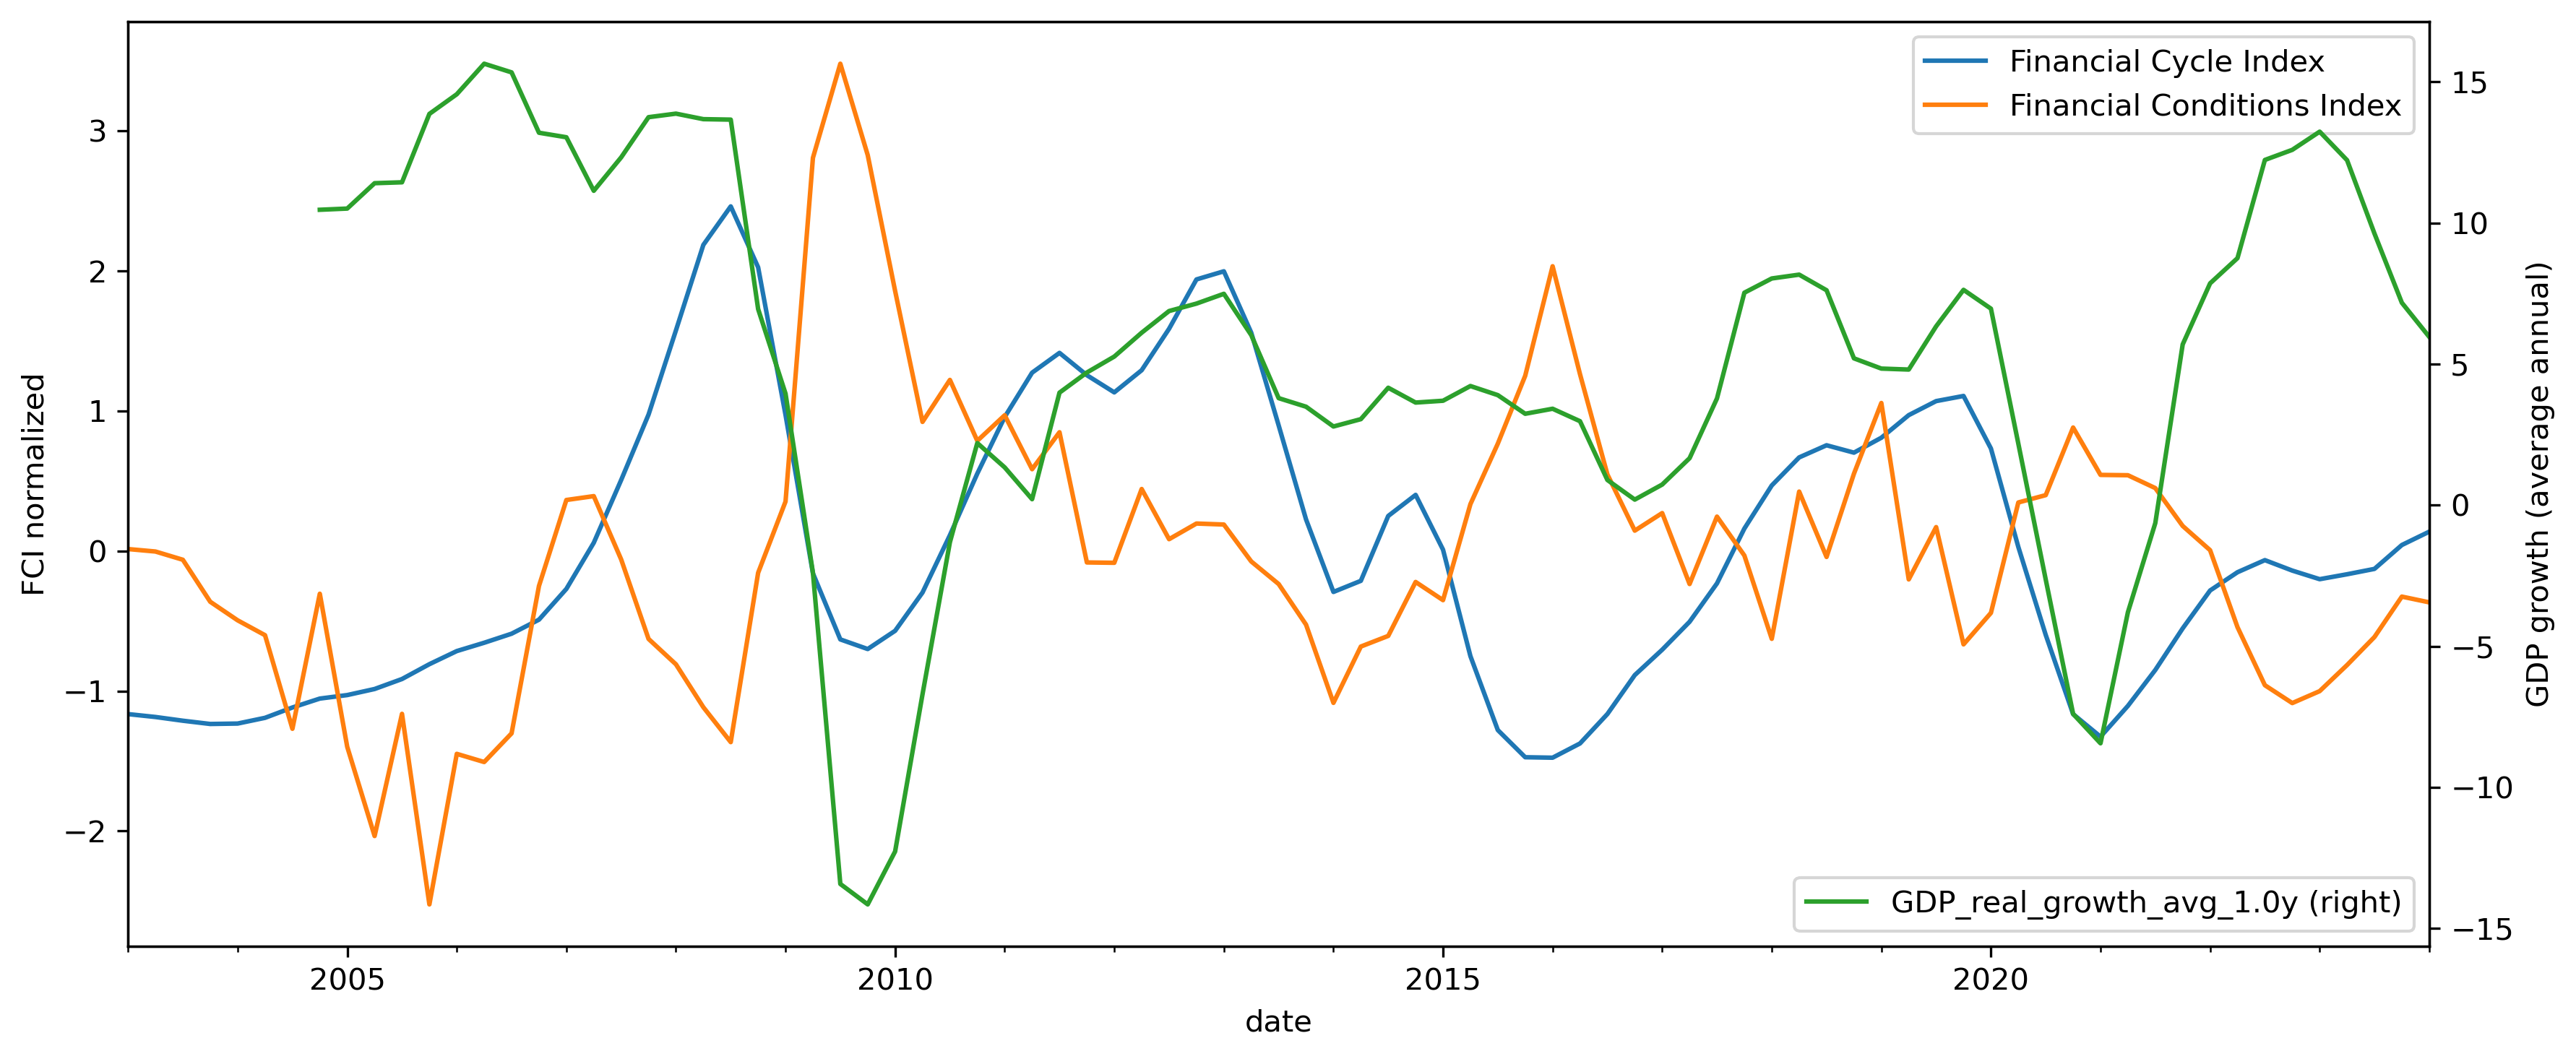 Financial Cycle Index
Financial Conditions Index
GDP_real_growth_avg_1.0y (right)
FCI normalized
3
2
1
0
−1
−2
15
10
5
0
−5
−10
−15
GDP growth (average annual)
2005 2010 2015 2020
date